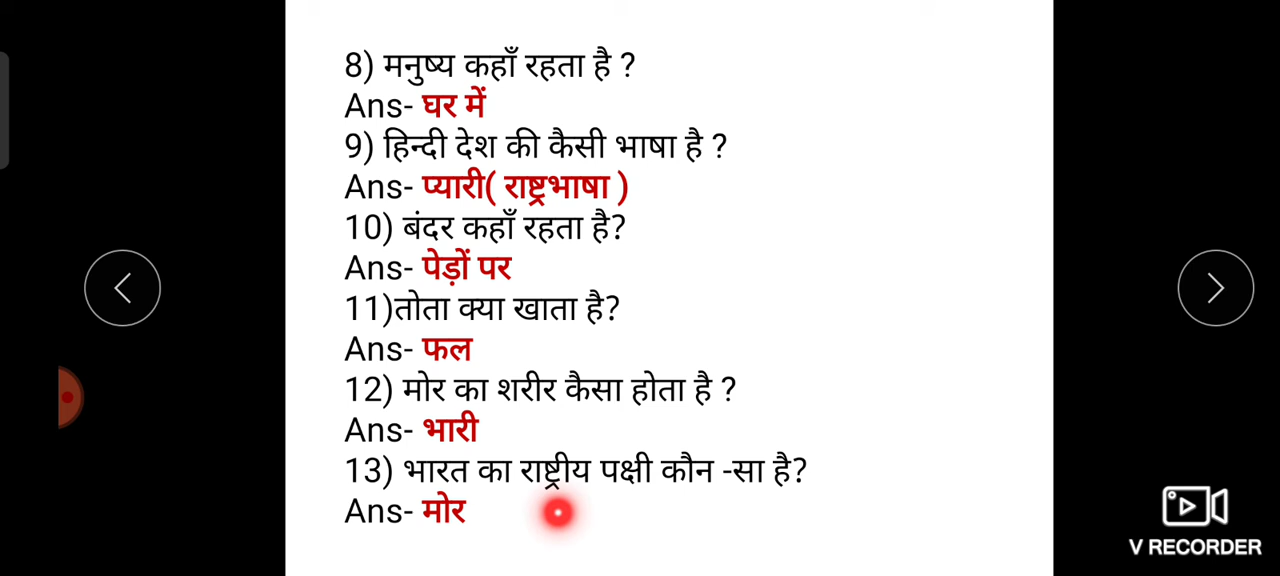 8) मनुष्य कहाँ रहता है ?
Ans- घर में
9) हिन्दी देश की कैसी भाषा है ?
Ans- प्यारी( राष्ट्रभाषा )
10) बंदर कहाँ रहता है?
Ans- पेड़ों पर
11)तोता क्या खाता है?
Ans- फल
12) मोर का शरीर कैसा होता है ?
Ans- भारी
13) भारत का राष्ट्रीय पक्षी कौन -सा है?
Ans- मोर
V RECORDER